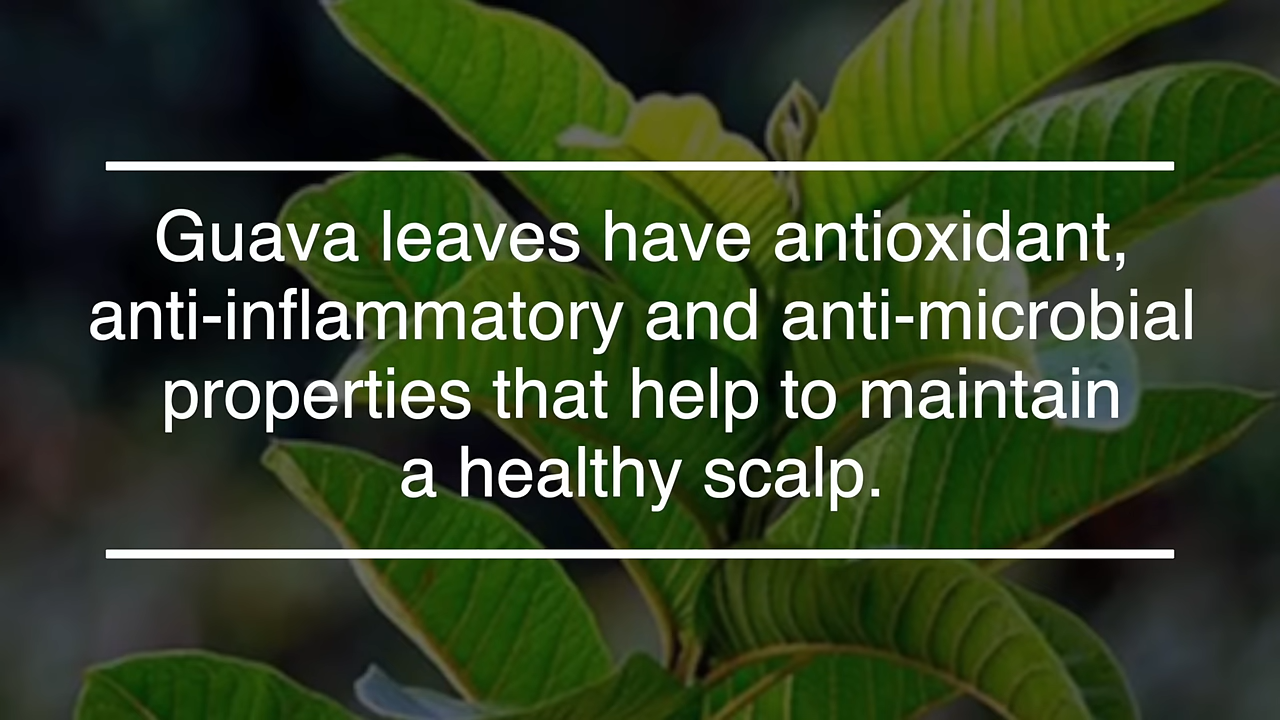 Guava leaves have antioxidant,
anti-inflammatory and anti-microbial
properties that help to maintain
a healthy scalp.